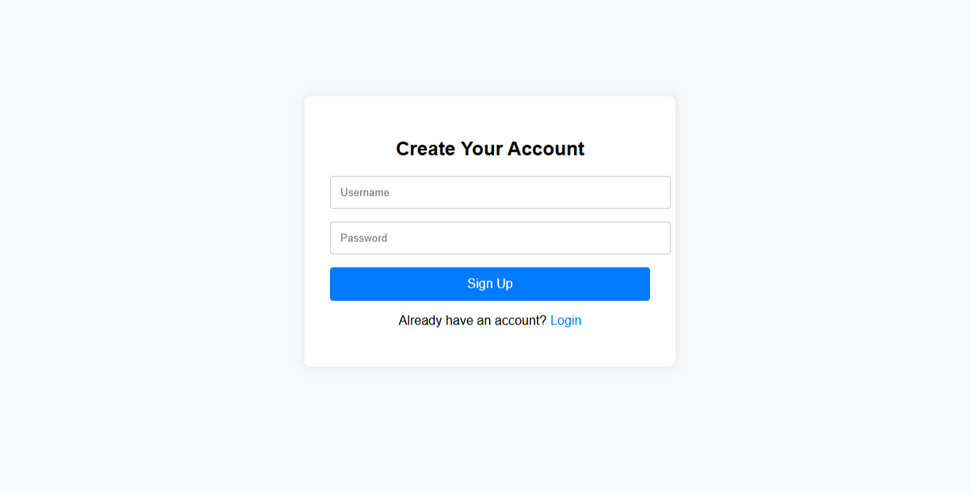 Create Your Account
Username
Password
Sign Up
Already have an account? Login